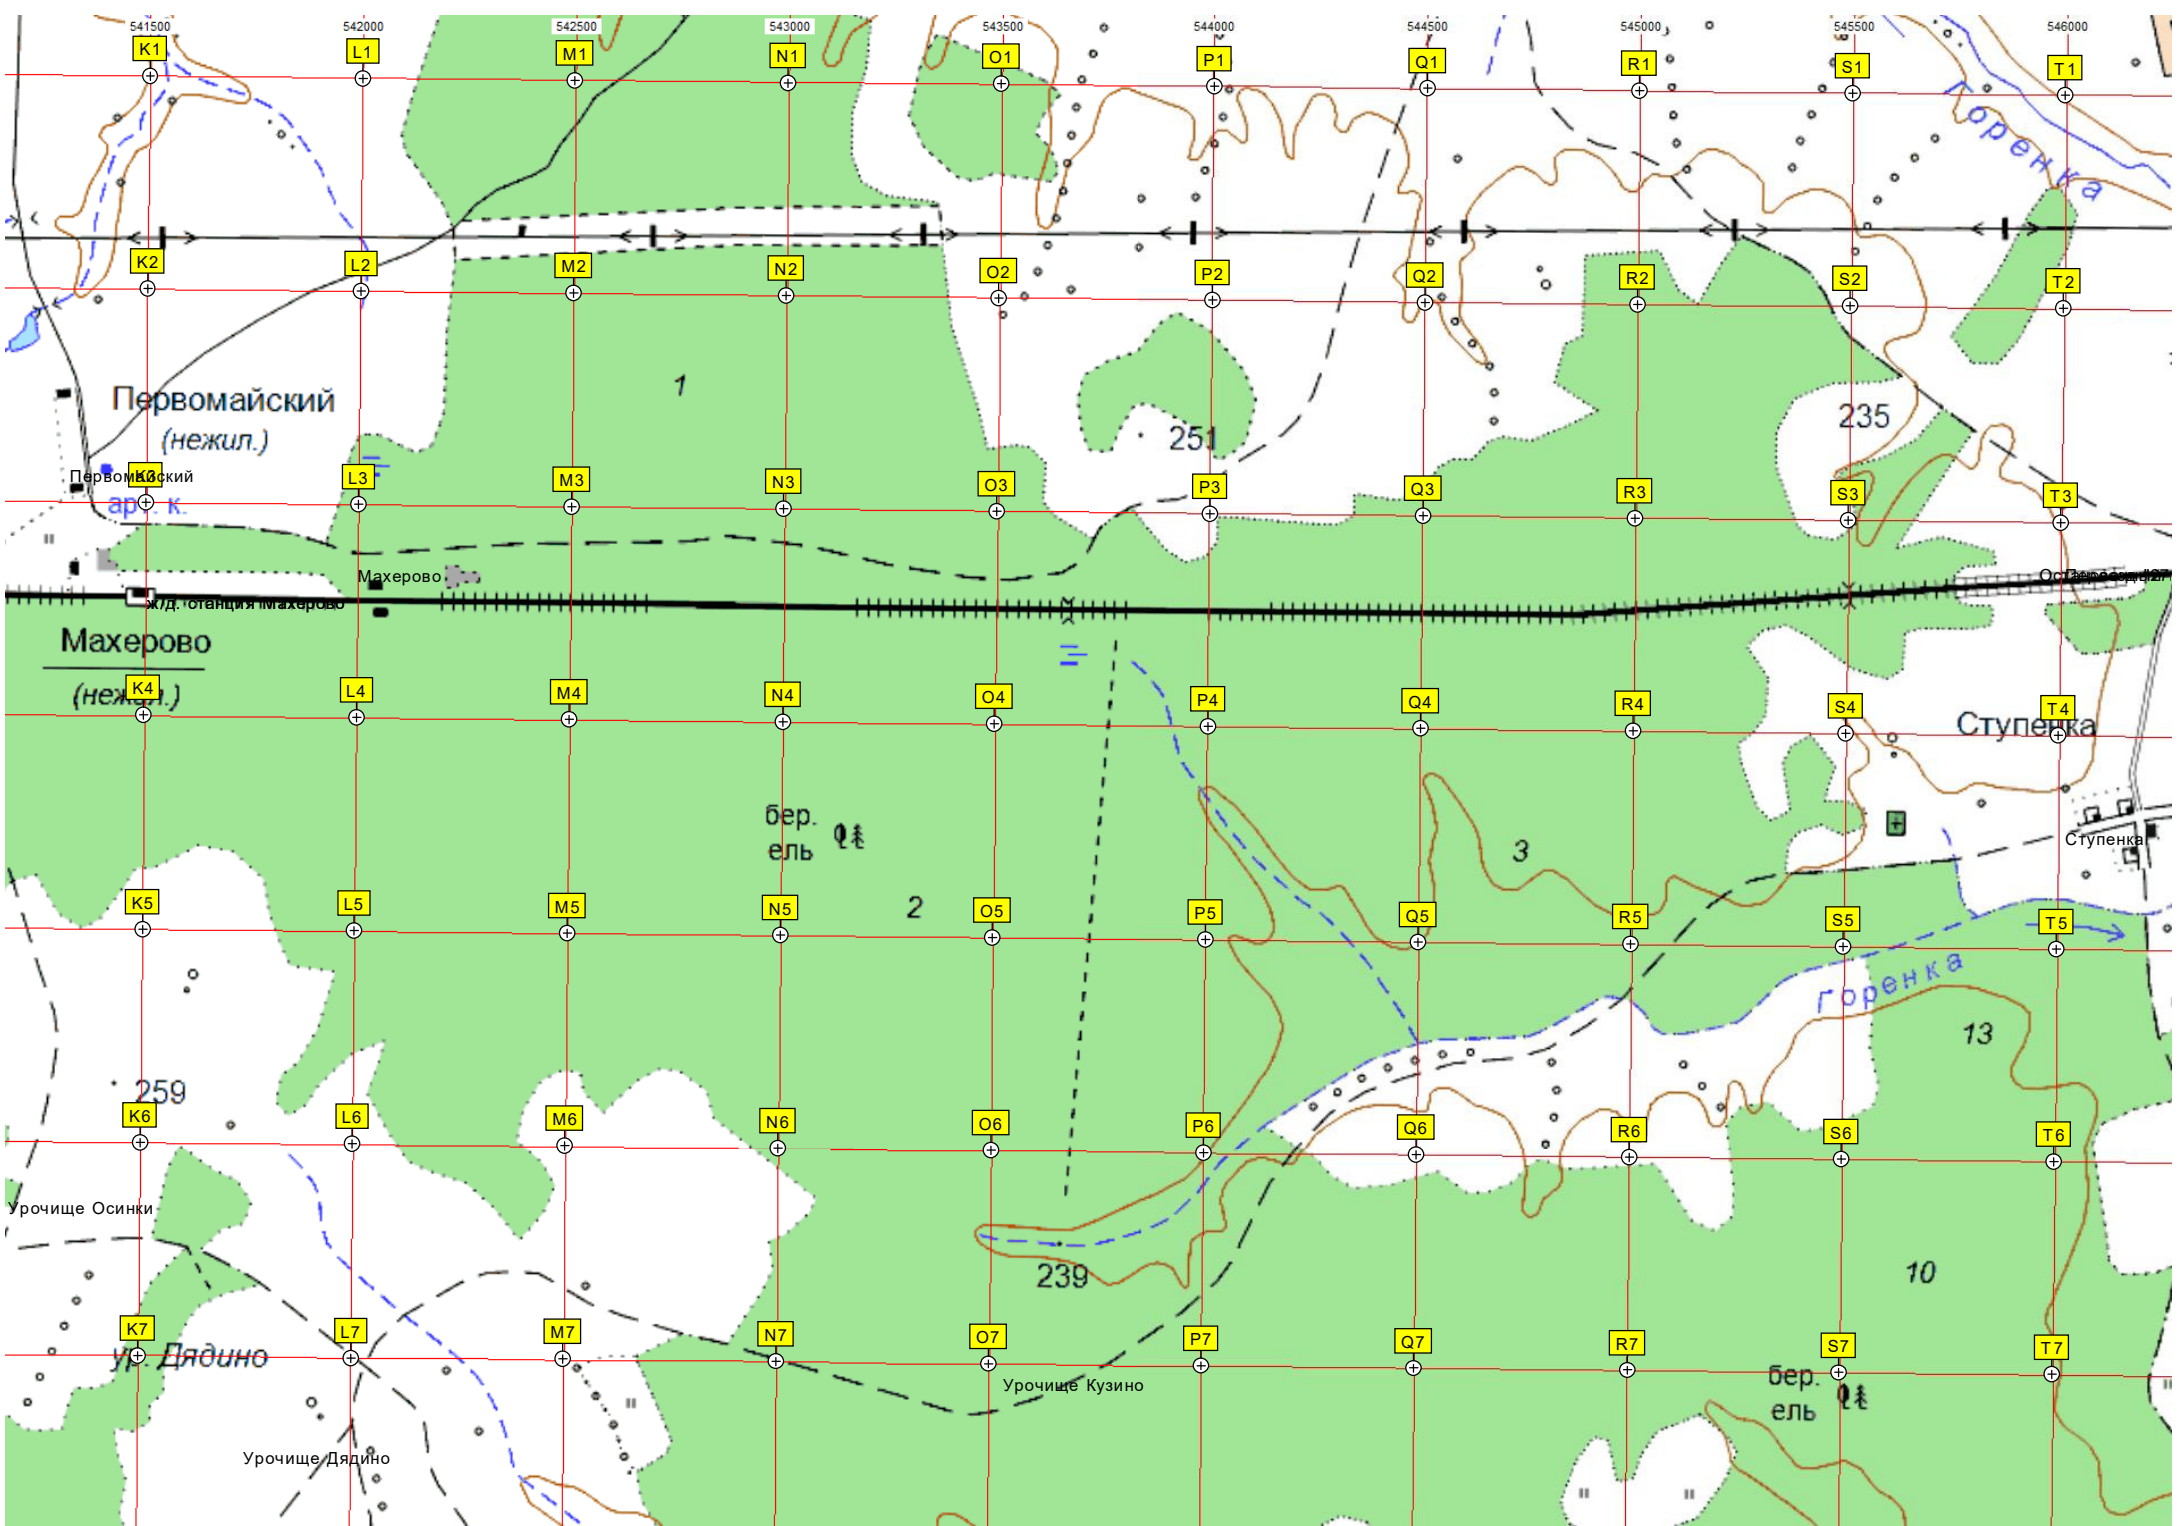 541500 542000 542500 543000 543500 544000 544500 545000 545500 546000
K1 L1 M1 N1 O1 P1 Q1 R1 S1 T1
Горенка
K2 L2 M2 N2 O2 P2 Q2 R2 S2 T2
1
Первомайский
(нежил.)
251
235
Первомайский
K3 L3 M3 N3 O3 P3 Q3 R3 S3 T3
арт. к.
Махерово
ж/д. станция Махерово
Махерово
(нежил.)
K4 L4 M4 N4 O4 P4 Q4 R4 S4 T4
Ступенка
бер.
ель
3
Ступенка
2
K5 L5 M5 N5 O5 P5 Q5 R5 S5 T5
Горенка
13
259
K6 L6 M6 N6 O6 P6 Q6 R6 S6 T6
Урочище Осинки
239
10
K7 L7 M7 N7 O7 P7 Q7 R7 S7 T7
ур. Дядино
Урочище Кузино
бер.
ель
Урочище Дядино